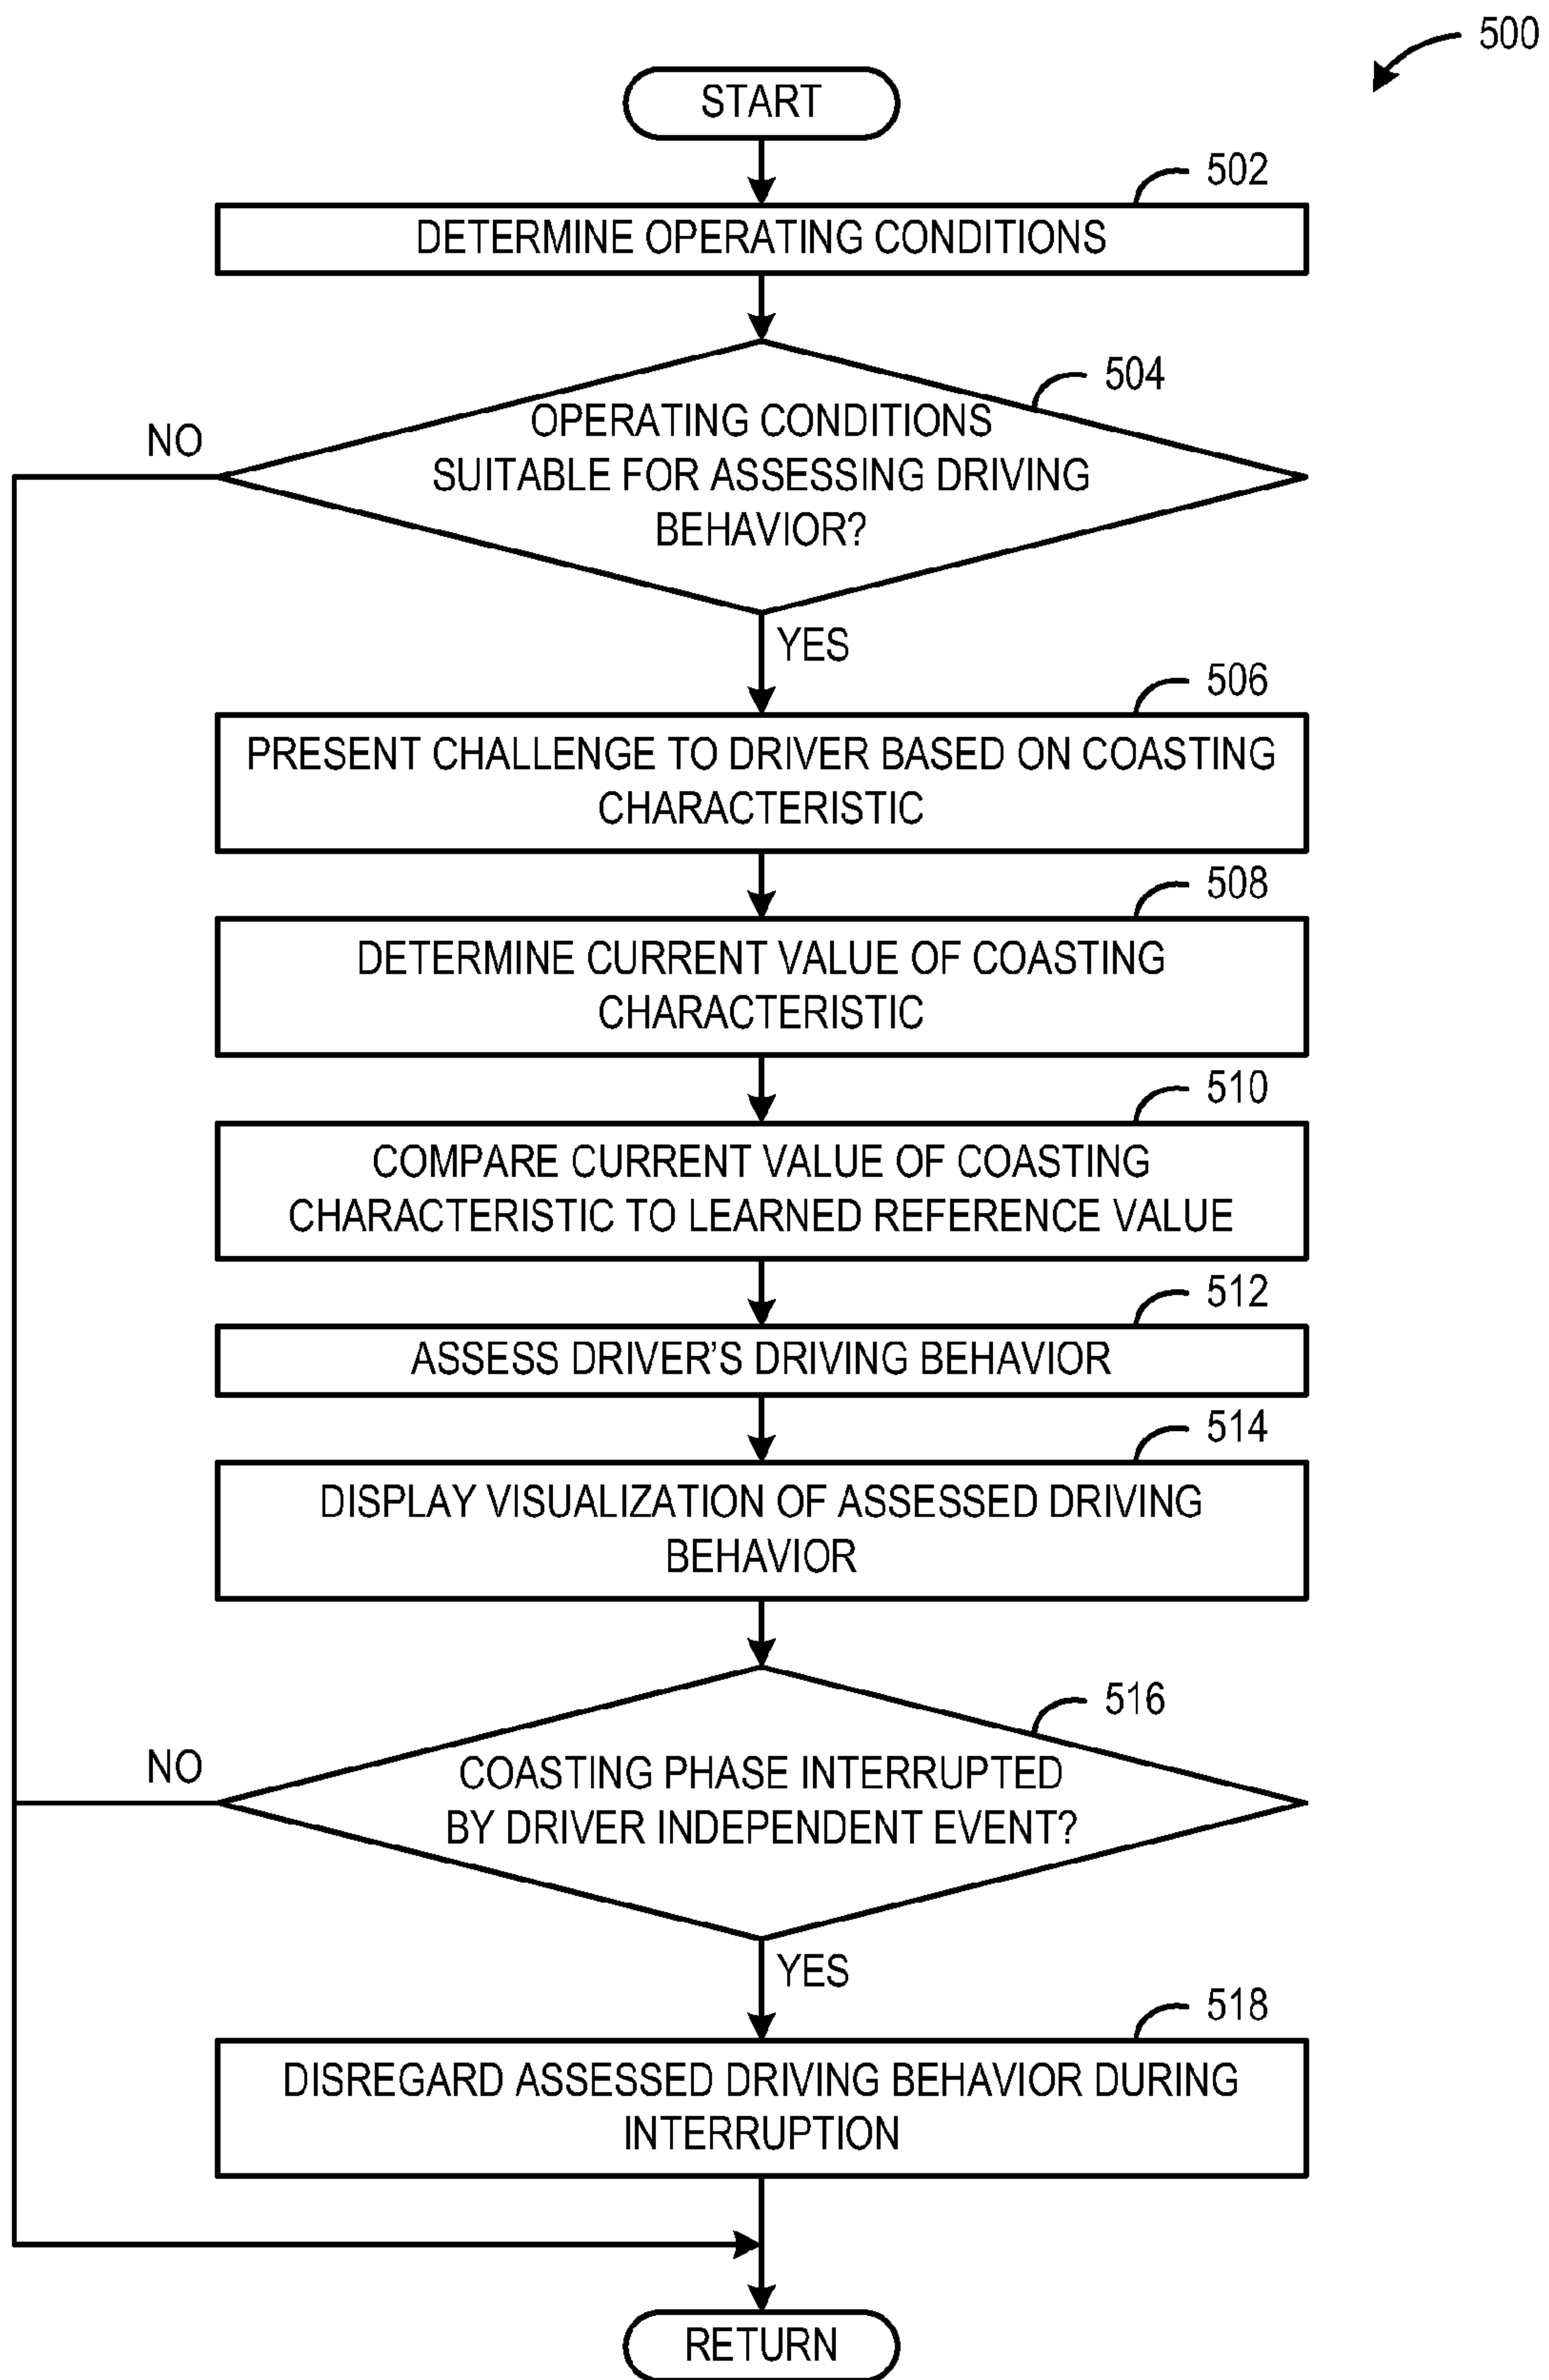 500
START
502
DETERMINE OPERATING CONDITIONS
504
NO
OPERATING CONDITIONS
SUITABLE FOR ASSESSING DRIVING
BEHAVIOR?
YES
506
PRESENT CHALLENGE TO DRIVER BASED ON COASTING
CHARACTERISTIC
508
DETERMINE CURRENT VALUE OF COASTING
CHARACTERISTIC
510
COMPARE CURRENT VALUE OF COASTING
CHARACTERISTIC TO LEARNED REFERENCE VALUE
512
ASSESS DRIVER'S DRIVING BEHAVIOR
514
DISPLAY VISUALIZATION OF ASSESSED DRIVING
BEHAVIOR
516
NO
COASTING PHASE INTERRUPTED
BY DRIVER INDEPENDENT EVENT?
YES
518
DISREGARD ASSESSED DRIVING BEHAVIOR DURING
INTERRUPTION
RETURN